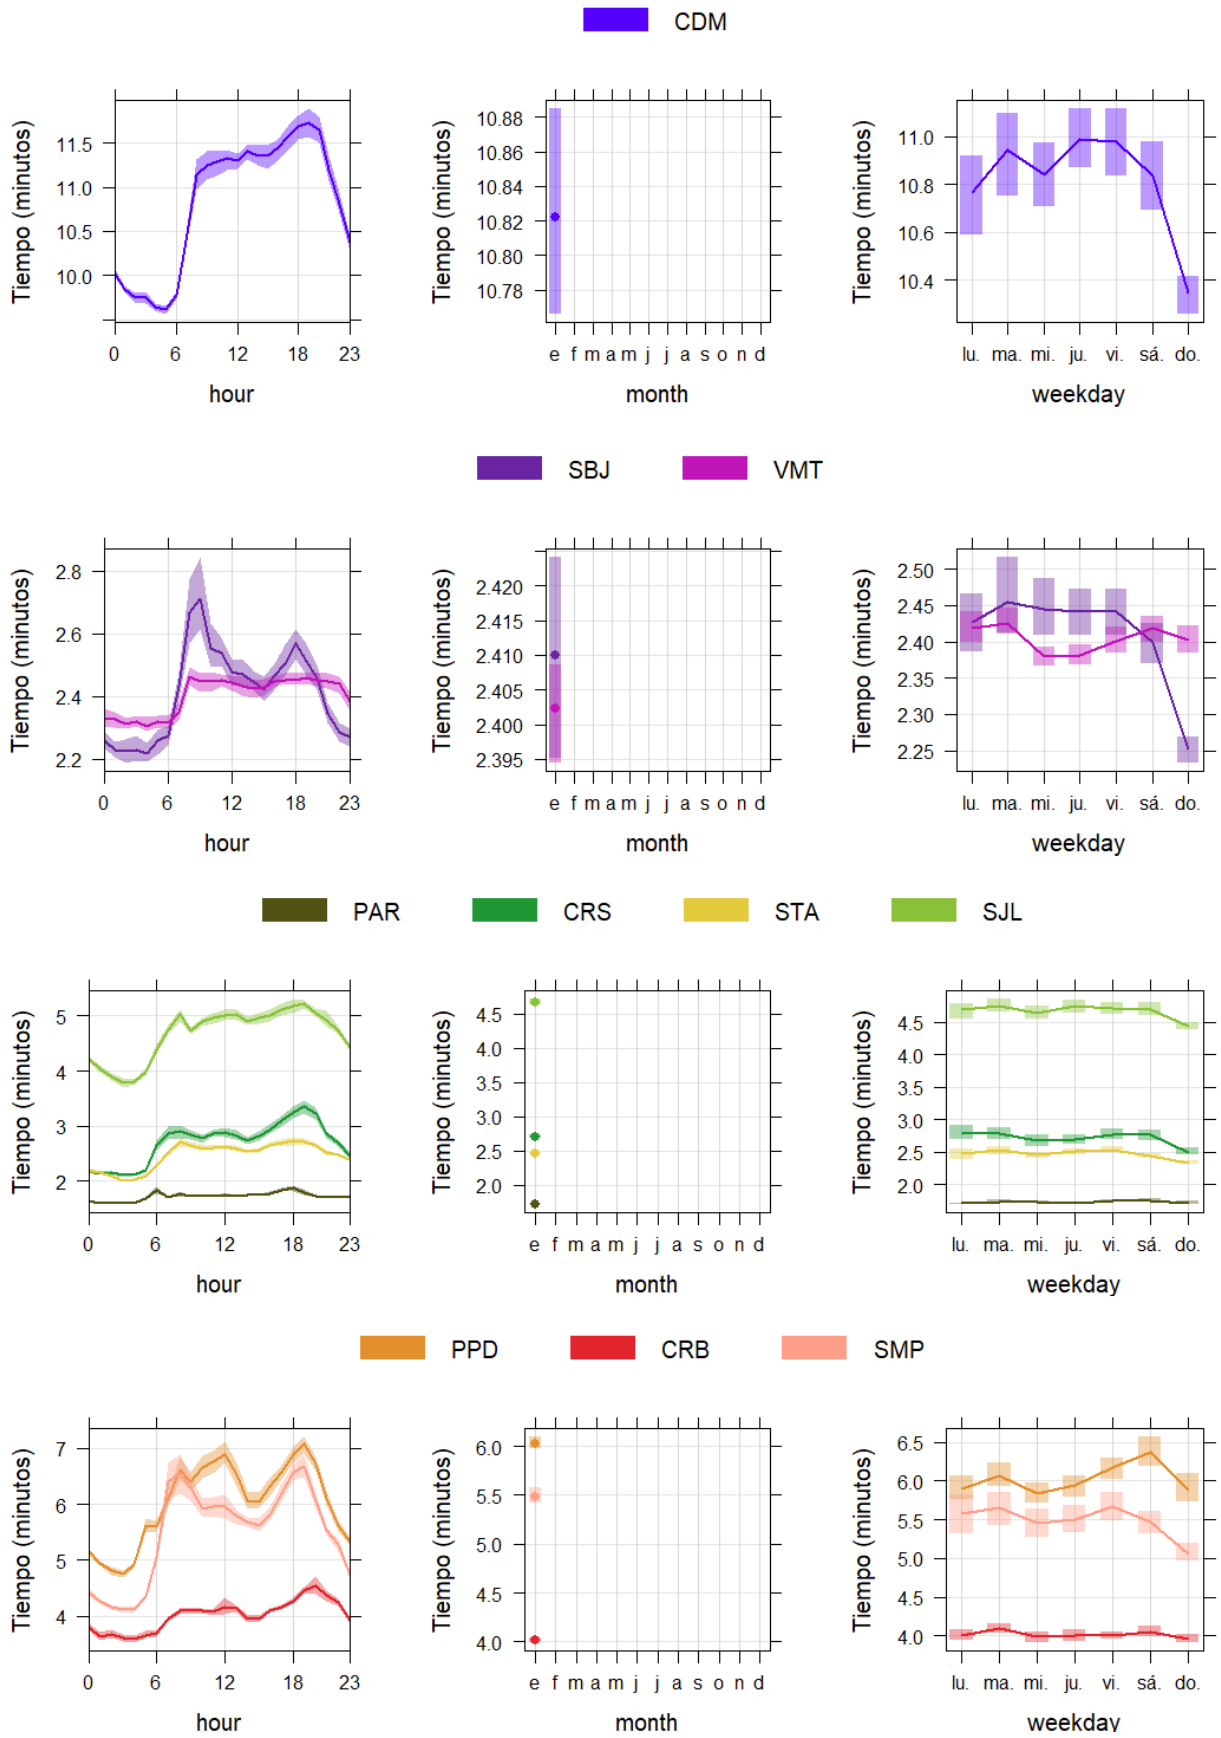 CDM
Tiempo (minutos)
11.5
11.0
10.5
10.0
0 6 12 18 23
hour
Tiempo (minutos)
10.88
10.86
10.84
10.82
10.80
10.78
e f m a m j j a s o n d
month
Tiempo (minutos)
11.0
10.8
10.6
10.4
lu. ma. mi. ju. vi. sá. do.
weekday
SBJ VMT
Tiempo (minutos)
2.8
2.6
2.4
2.2
0 6 12 18 23
hour
Tiempo (minutos)
2.420
2.415
2.410
2.405
2.400
2.395
e f m a m j j a s o n d
month
Tiempo (minutos)
2.50
2.45
2.40
2.35
2.30
2.25
lu. ma. mi. ju. vi. sá. do.
weekday
PAR CRS STA SJL
Tiempo (minutos)
5
4
3
2
0 6 12 18 23
hour
Tiempo (minutos)
4.5
4.0
3.5
3.0
2.5
2.0
e f m a m j j a s o n d
month
Tiempo (minutos)
4.5
4.0
3.5
3.0
2.5
2.0
lu. ma. mi. ju. vi. sá. do.
weekday
PPD CRB SMP
Tiempo (minutos)
7
6
5
4
0 6 12 18 23
hour
Tiempo (minutos)
6.0
5.5
5.0
4.5
4.0
e f m a m j j a s o n d
month
Tiempo (minutos)
6.5
6.0
5.5
5.0
4.5
4.0
lu. ma. mi. ju. vi. sá. do.
weekday